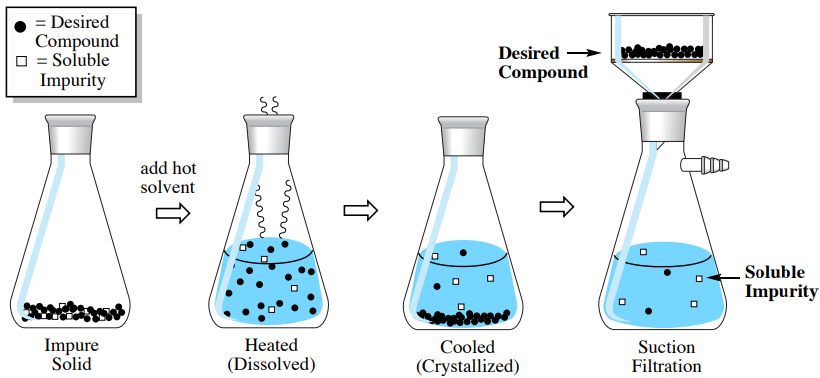 = Desired
Compound
= Soluble
Impurity
add hot
solvent
Desired
Compound
Soluble
Impurity
Impure
Solid
Heated
(Dissolved)
Cooled
(Crystallized)
Suction
Filtration